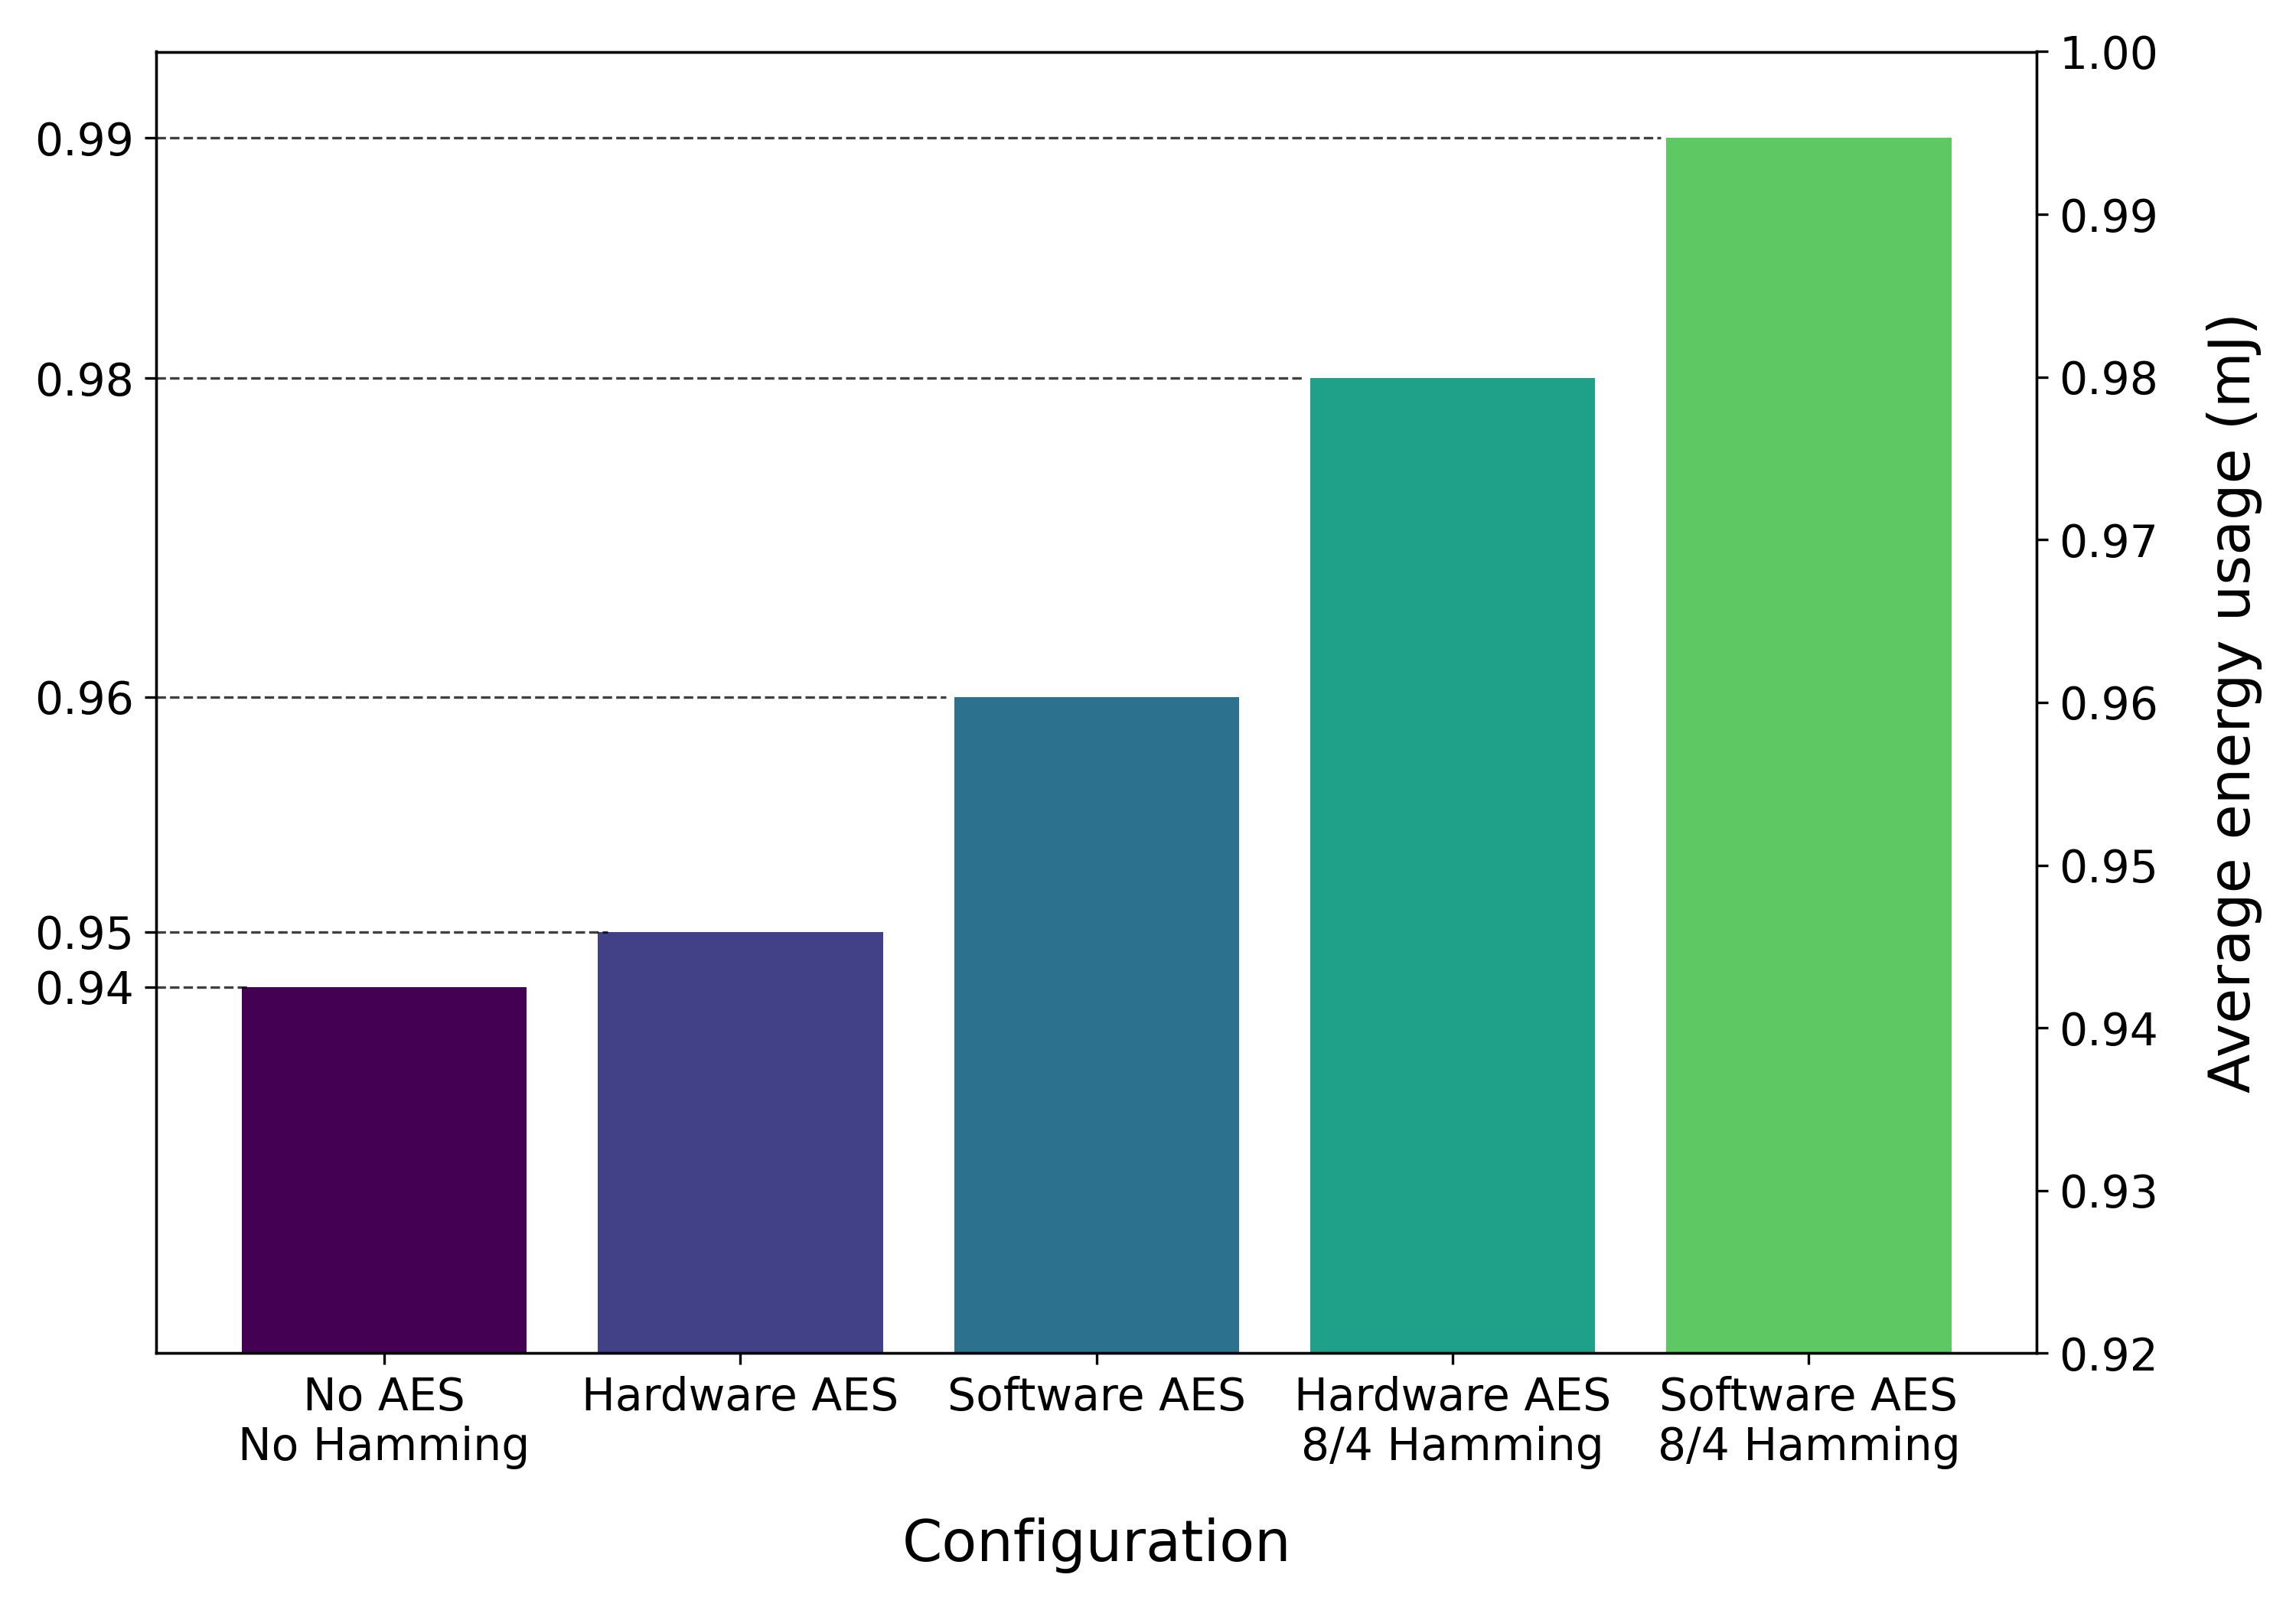 0.99
0.98
0.96
0.95
0.94
1.00
0.99
0.98
0.97
0.96
0.95
0.94
0.93
0.92
Average energy usage (mJ)
No AES
No Hamming
Hardware AES
Software AES
Hardware AES
8/4 Hamming
Software AES
8/4 Hamming
Configuration